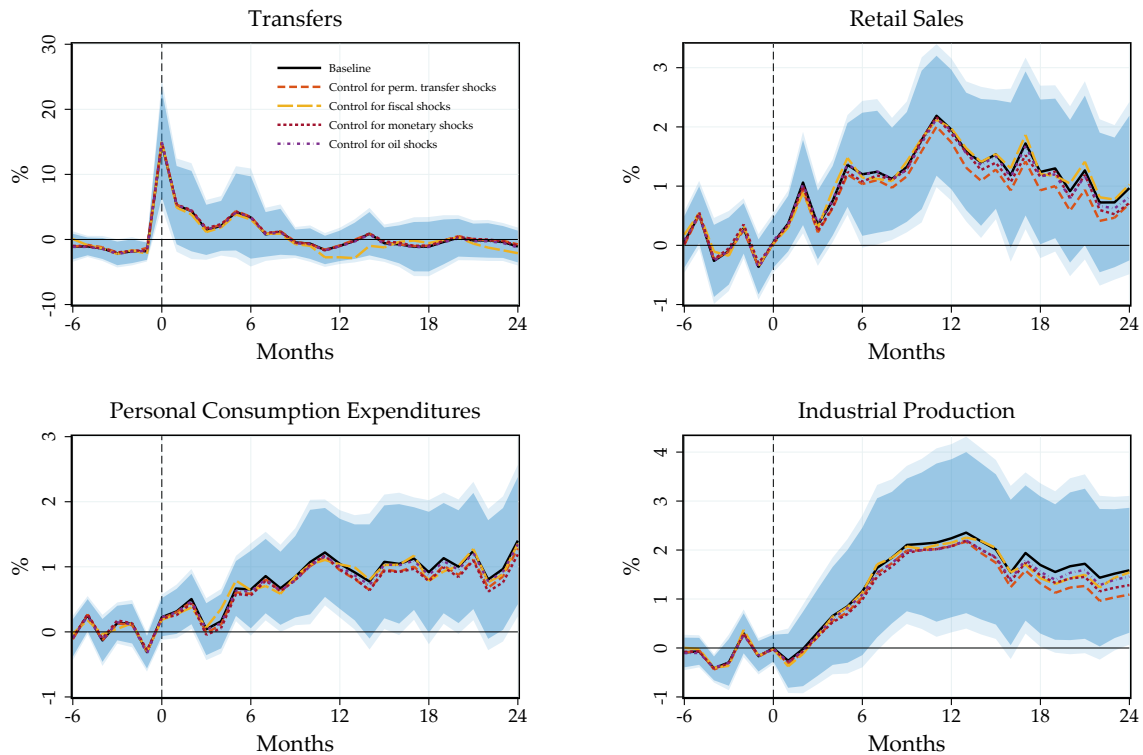 Transfers
%
30
20
10
0
-10
Baseline
Control for perm. transfer shocks
Control for fiscal shocks
Control for monetary shocks
Control for oil shocks
-6 0 6 12 18 24
Months
Retail Sales
%
3
2
1
0
-1
-6 0 6 12 18 24
Months
Personal Consumption Expenditures
%
3
2
1
0
-1
-6 0 6 12 18 24
Months
Industrial Production
%
4
3
2
1
0
-1
-6 0 6 12 18 24
Months